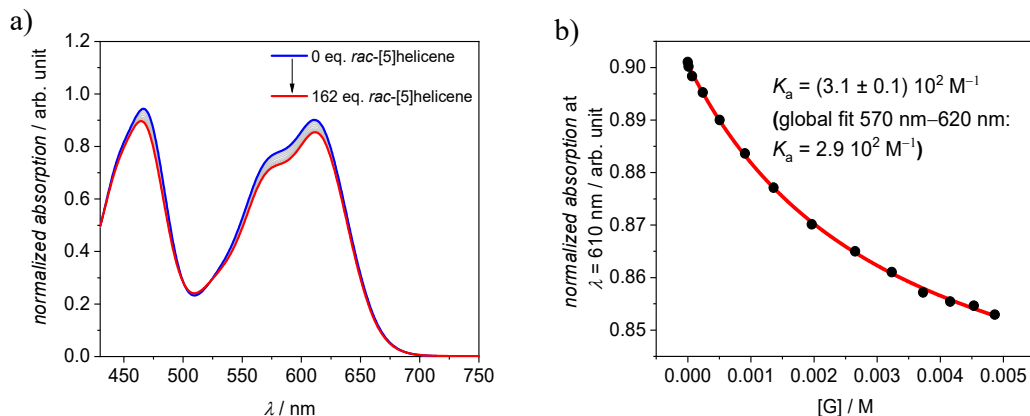 a)
normalized absorption / arb. unit
1.2
1.0
0.8
0.6
0.4
0.2
0.0
0 eq. rac-[5]helicene
162 eq. rac-[5]helicene
450 500 550 600 650 700 750
λ / nm
b)
normalized absorption at
λ = 610 nm / arb. unit
0.90
0.89
0.88
0.87
0.86
0.85
Ka = (3.1 ± 0.1) 10² M⁻¹
(global fit 570 nm–620 nm:
Ka = 2.9 10² M⁻¹)
0.000 0.001 0.002 0.003 0.004 0.005
[G] / M